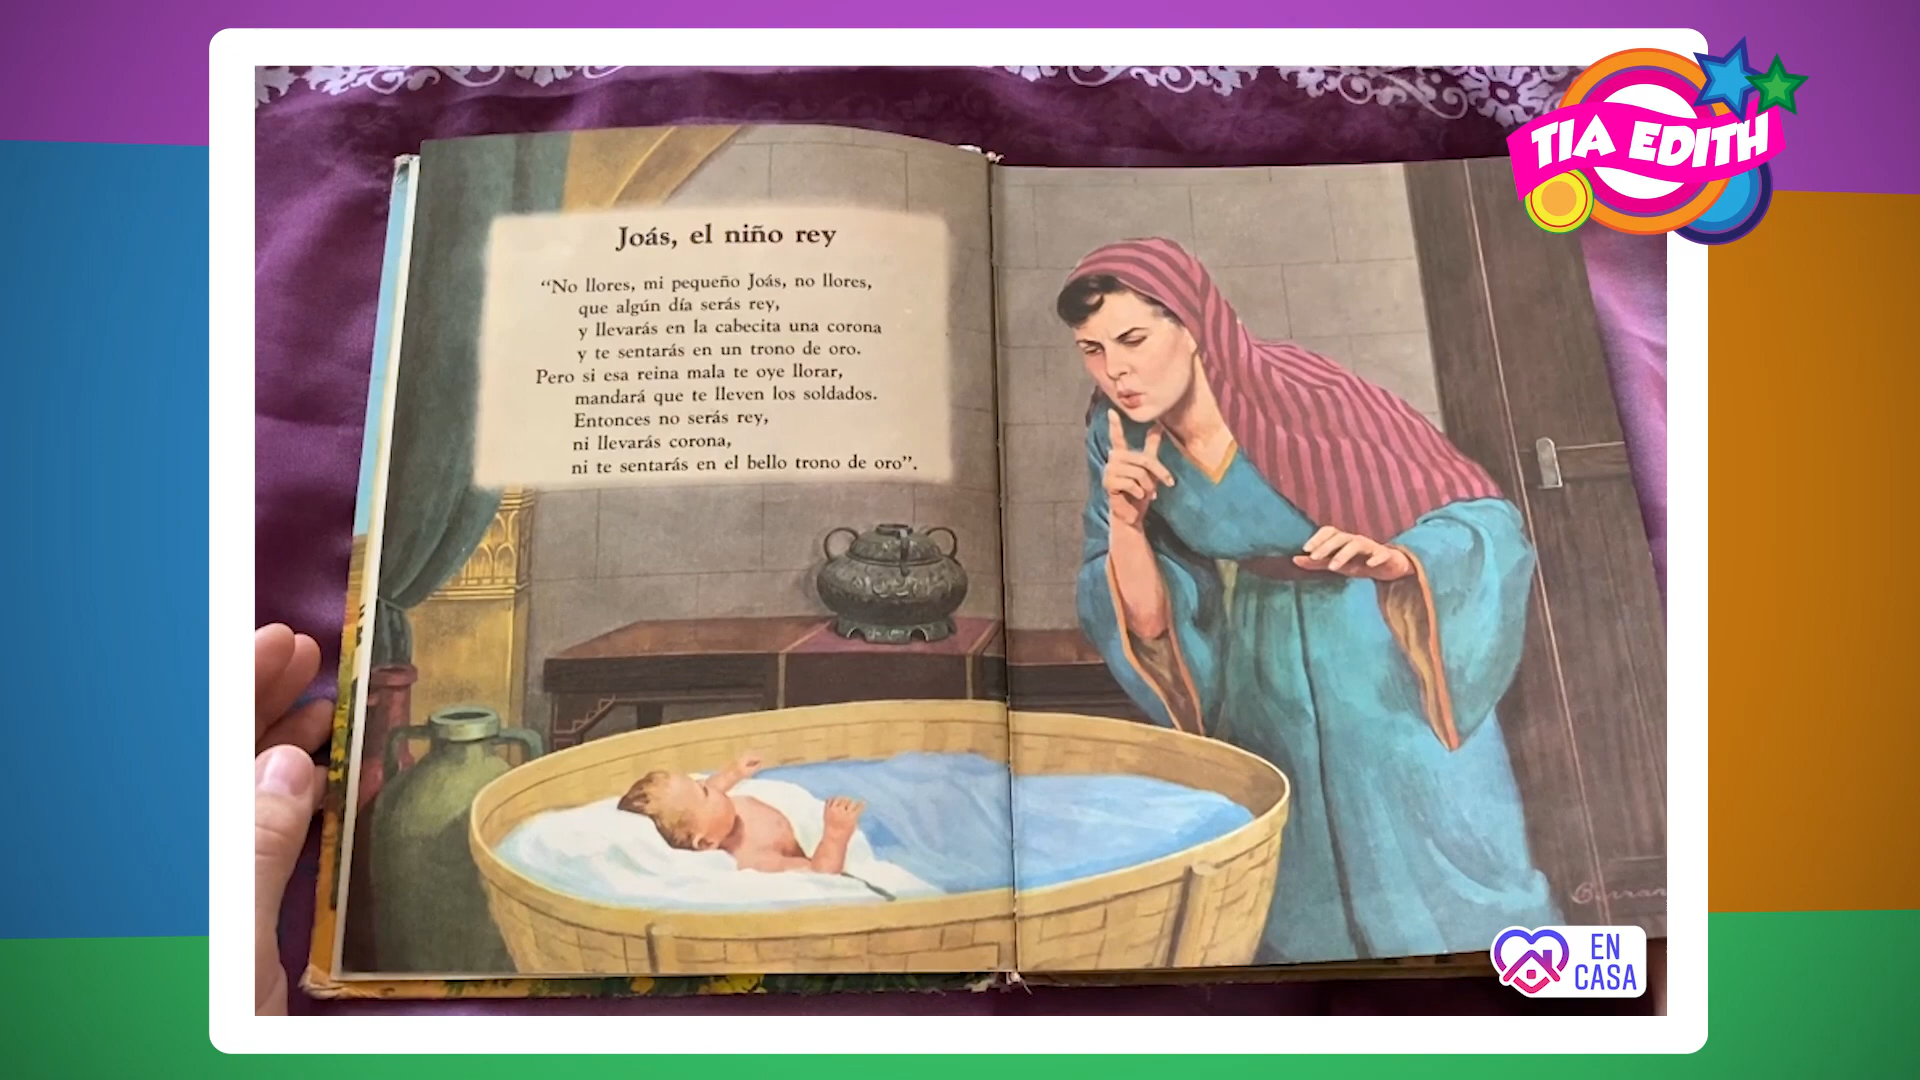 TIA EDITH
Joás, el niño rey
“No llores, mi pequeño Joás, no llores,
que algún día serás rey,
y llevarás en la cabecita una corona
y te sentarás en un trono de oro.
Pero si esa reina mala te oye llorar,
mandará que te lleven los soldados.
Entonces no serás rey,
ni llevarás corona,
ni te sentarás en el bello trono de oro”.
EN
CASA